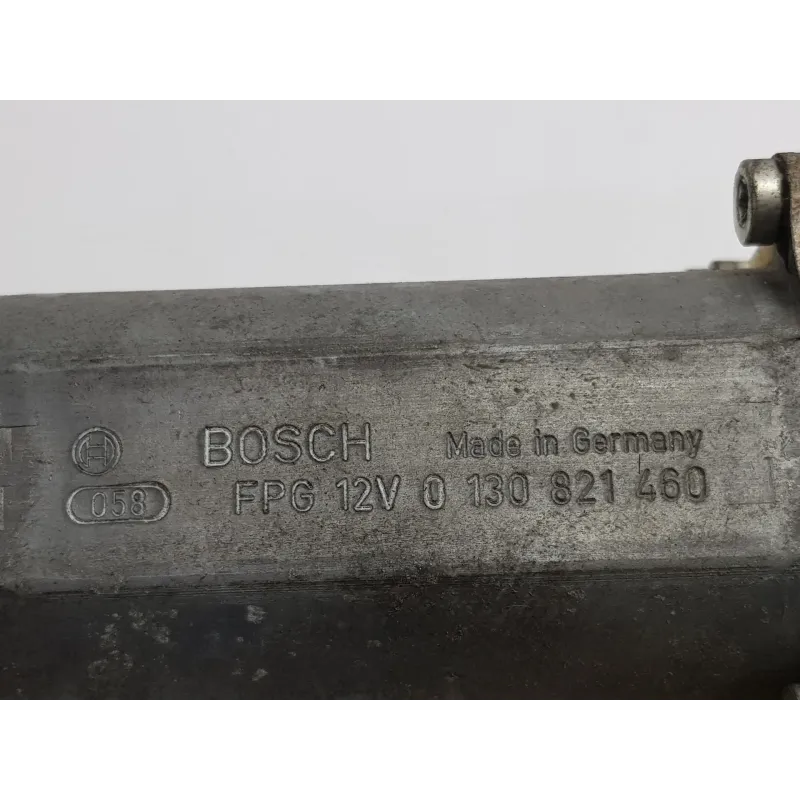 BOSCH Made in Germany
058 FPG 12V 0 130 821 460